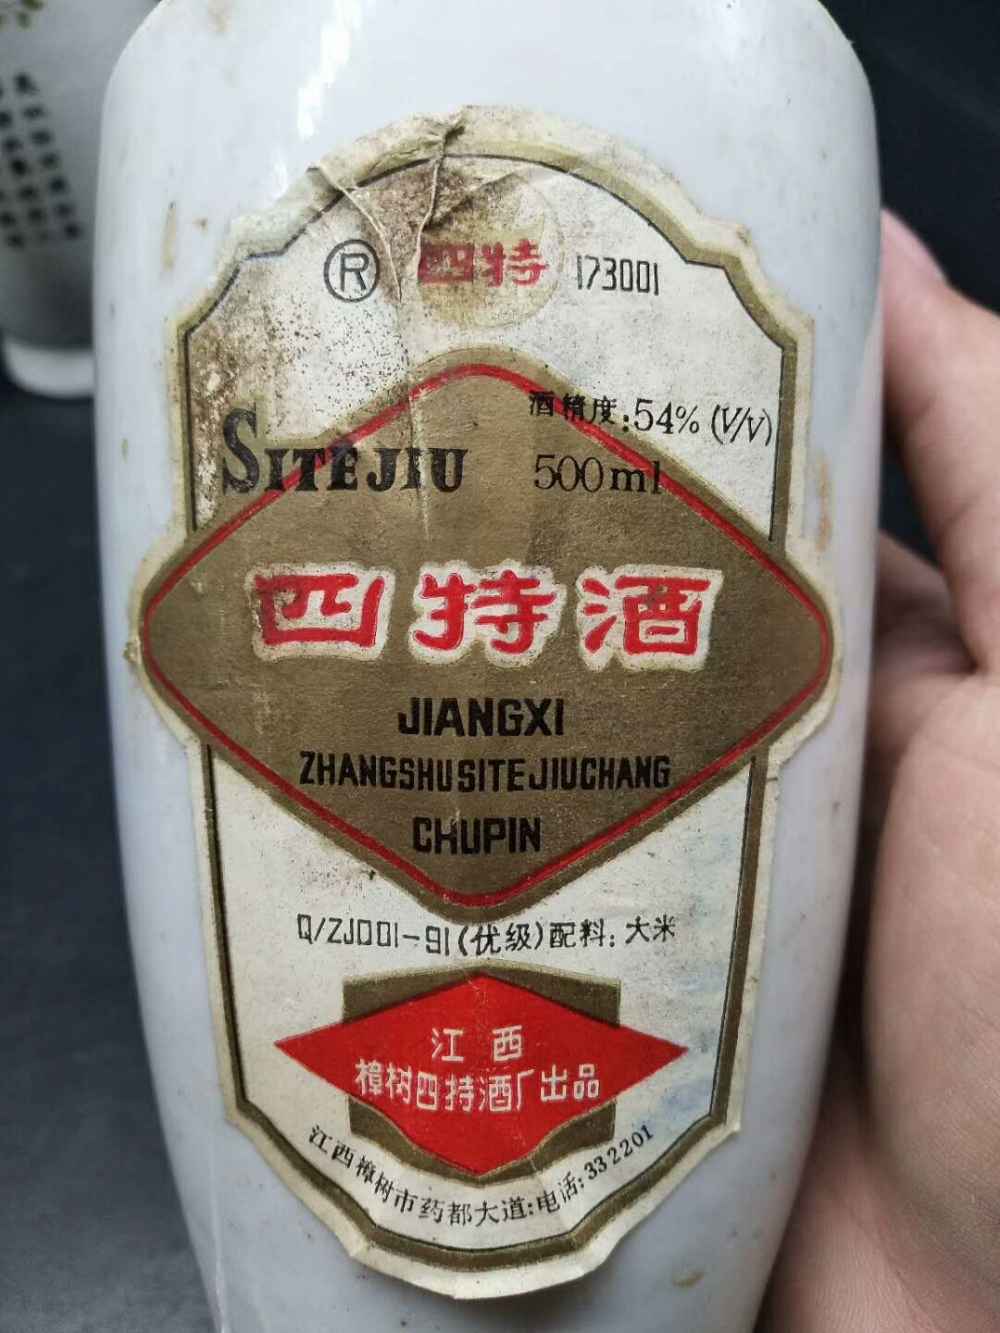 ® 四特 173001
酒精度:54% (V/V)
SITEJIU 500ml
四特酒
JIANGXI
ZHANGSHUSITEJIUCHANG
CHUPIN
Q/ZJ001-91(优级)配料: 大米
江西
樟树四特酒厂出品
江西樟树市药都大道:电话:332201